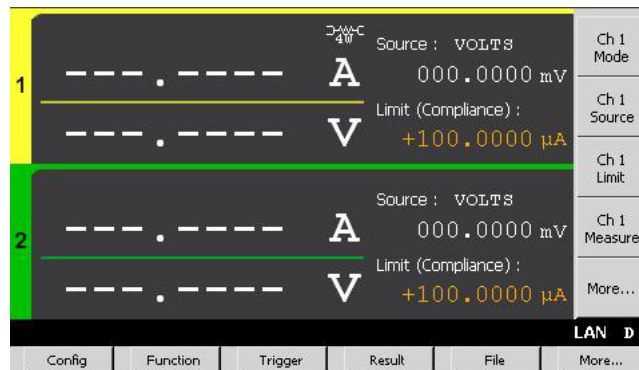 1
4W
Source : VOLTS
---.---- A
000.0000 mV
Limit (Compliance) :
---.---- V
+100.0000 µA
2
Source : VOLTS
---.---- A
000.0000 mV
Limit (Compliance) :
---.---- V
+100.0000 µA
Ch 1
Mode
Ch 1
Source
Ch 1
Limit
Ch 1
Measure
More...
LAN D
Config
Function
Trigger
Result
File
More...